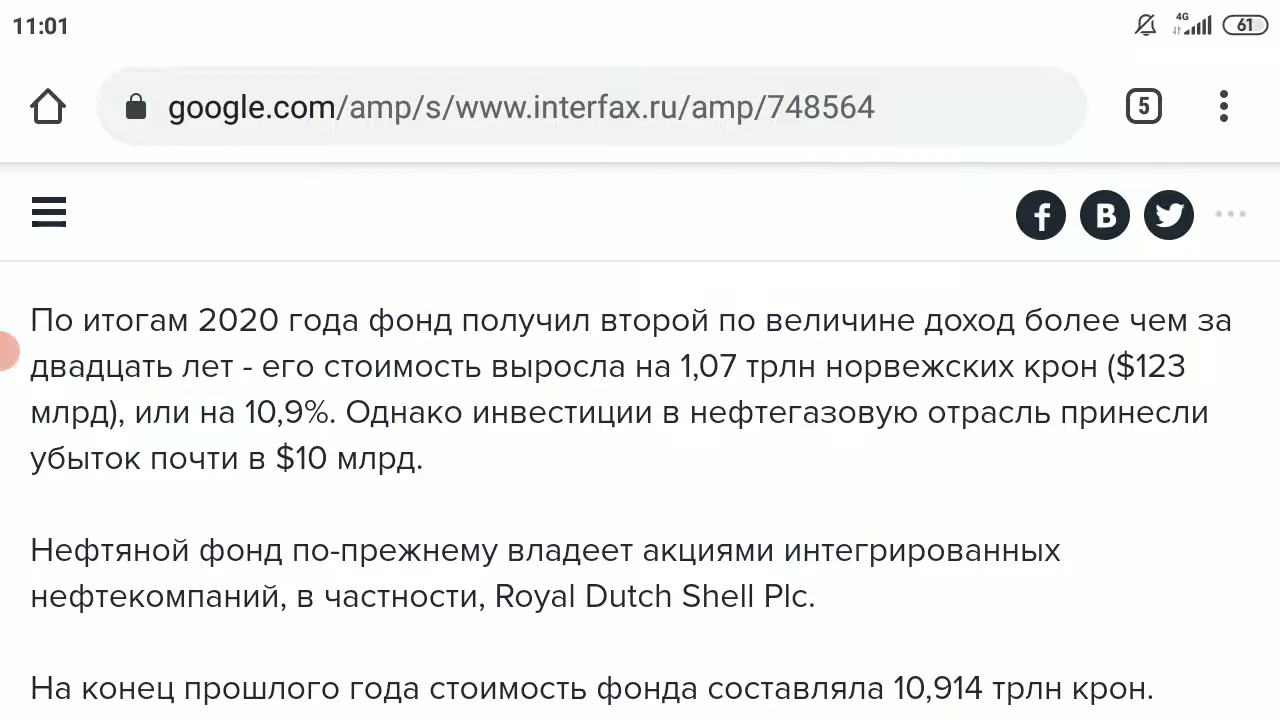 11:01
4G
61
google.com/amp/s/www.interfax.ru/amp/748564
5
По итогам 2020 года фонд получил второй по величине доход более чем за
двадцать лет - его стоимость выросла на 1,07 трлн норвежских крон ($123
млрд), или на 10,9%. Однако инвестиции в нефтегазовую отрасль принесли
убыток почти в $10 млрд.
Нефтяной фонд по-прежнему владеет акциями интегрированных
нефтекомпаний, в частности, Royal Dutch Shell Plc.
На конец прошлого года стоимость фонда составляла 10,914 трлн крон.